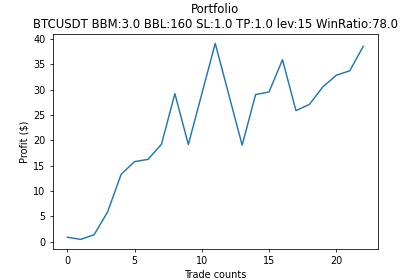 Portfolio
BTCUSDT BBM:3.0 BBL:160 SL:1.0 TP:1.0 lev:15 WinRatio:78.0
40
35
30
25
20
15
10
5
0
Profit ($)
0 5 10 15 20
Trade counts